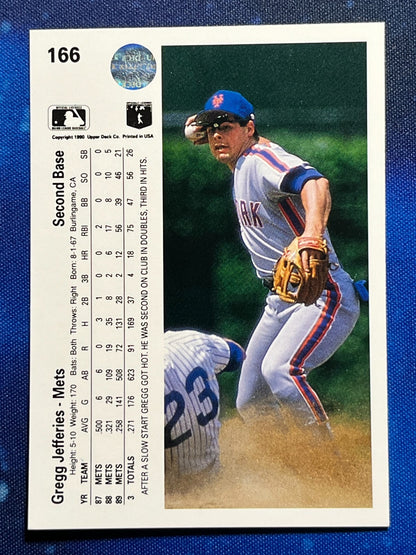 166
Copyright 1990 Upper Deck Co. Printed in USA
Gregg Jefferies - Mets Second Base
Height: 5-10 Weight: 170 Bats: Both Throws: Right Born: 8-1-67 Burlingame, CA
YR TEAM AVG G AB R H 2B 3B HR RBI BB SO SB
87 METS .500 6 6 0 3 1 0 0 2 0 0 0
88 METS .321 29 109 19 35 8 2 6 17 8 10 5
89 METS .258 141 508 72 131 28 2 12 56 39 46 21
3 TOTALS .271 176 623 91 169 37 4 18 75 47 56 26
AFTER A SLOW START GREGG GOT HOT. HE WAS SECOND ON CLUB IN DOUBLES, THIRD IN HITS.
RK
23